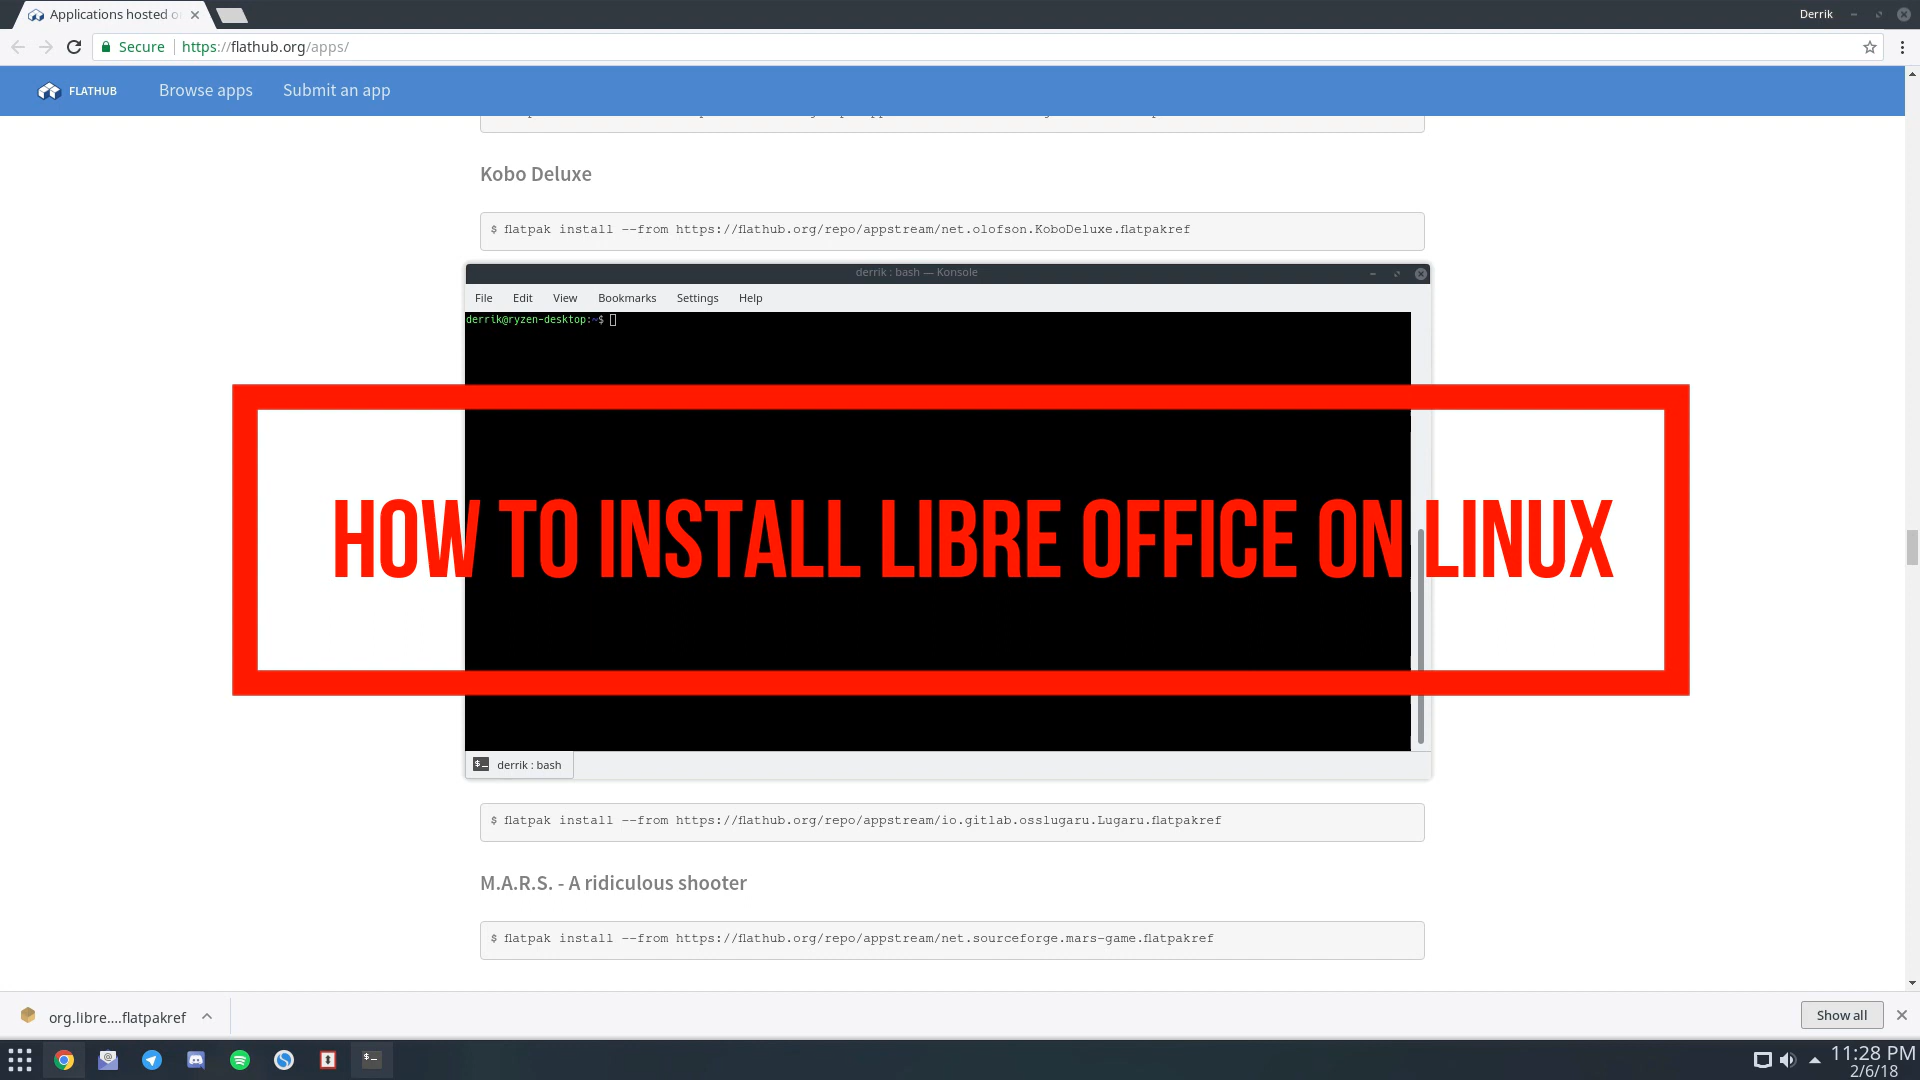 Applications hosted o
Derrik
Secure https://flathub.org/apps/
FLATHUB Browse apps Submit an app
Kobo Deluxe
$ flatpak install --from https://flathub.org/repo/appstream/net.olofson.KoboDeluxe.flatpakref
derrik : bash — Konsole
File Edit View Bookmarks Settings Help
derrik@ryzen-desktop:~$
HOW TO INSTALL LIBRE OFFICE ON LINUX
derrik : bash
$ flatpak install --from https://flathub.org/repo/appstream/io.gitlab.osslugaru.Lugaru.flatpakref
M.A.R.S. - A ridiculous shooter
$ flatpak install --from https://flathub.org/repo/appstream/net.sourceforge.mars-game.flatpakref
org.libre....flatpakref
Show all
11:28 PM
2/6/18